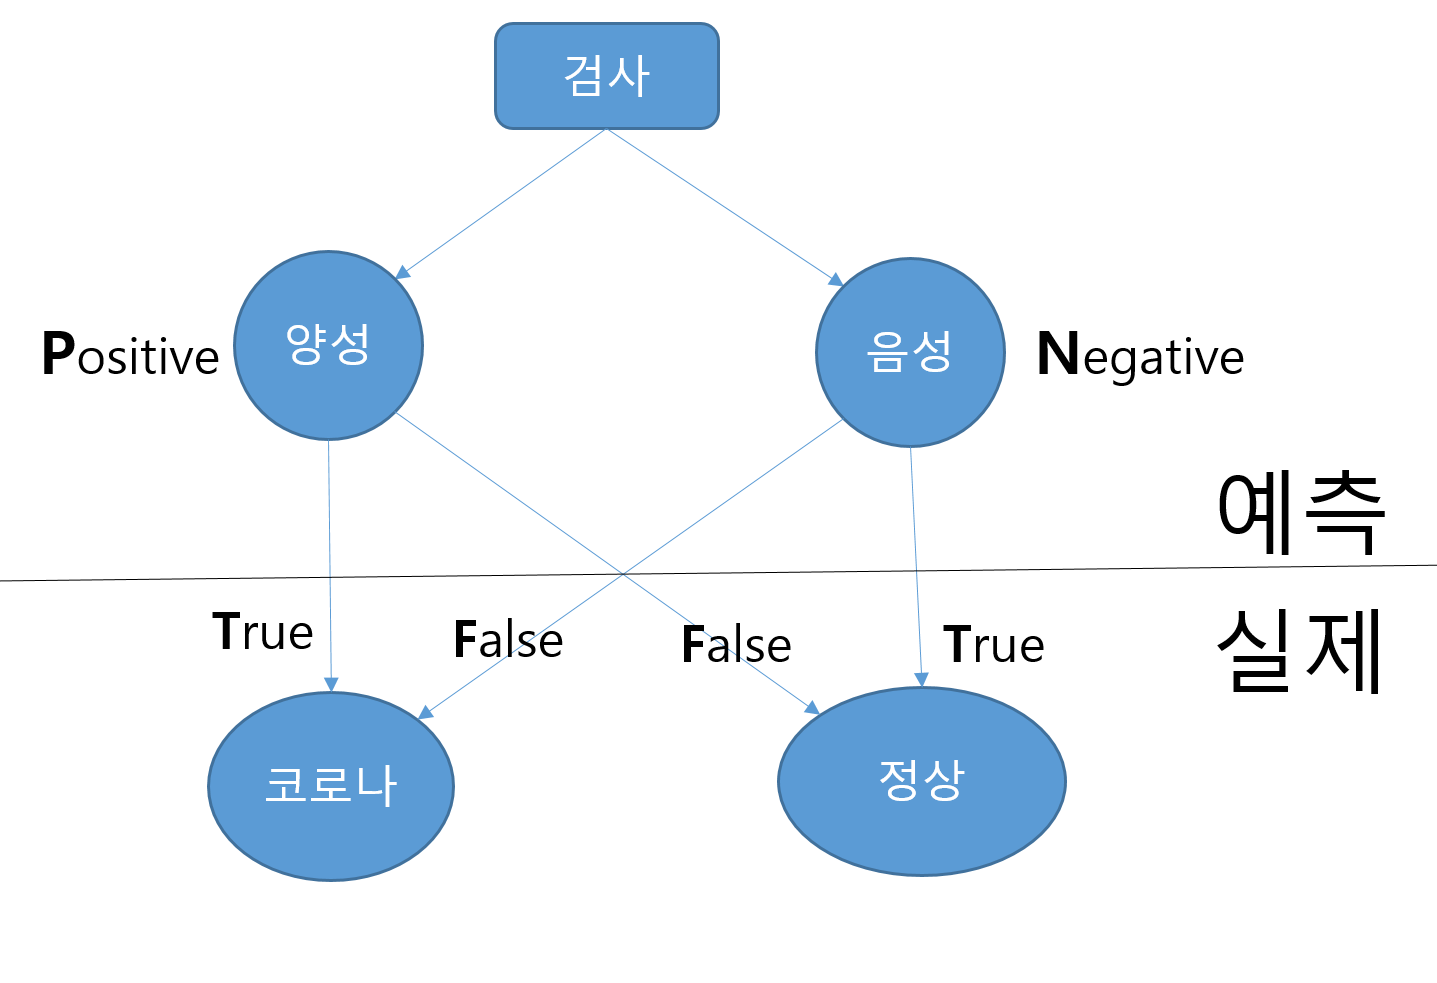 검사
Positive
양성
음성
Negative
예측
실제
True
False
False
True
코로나
정상